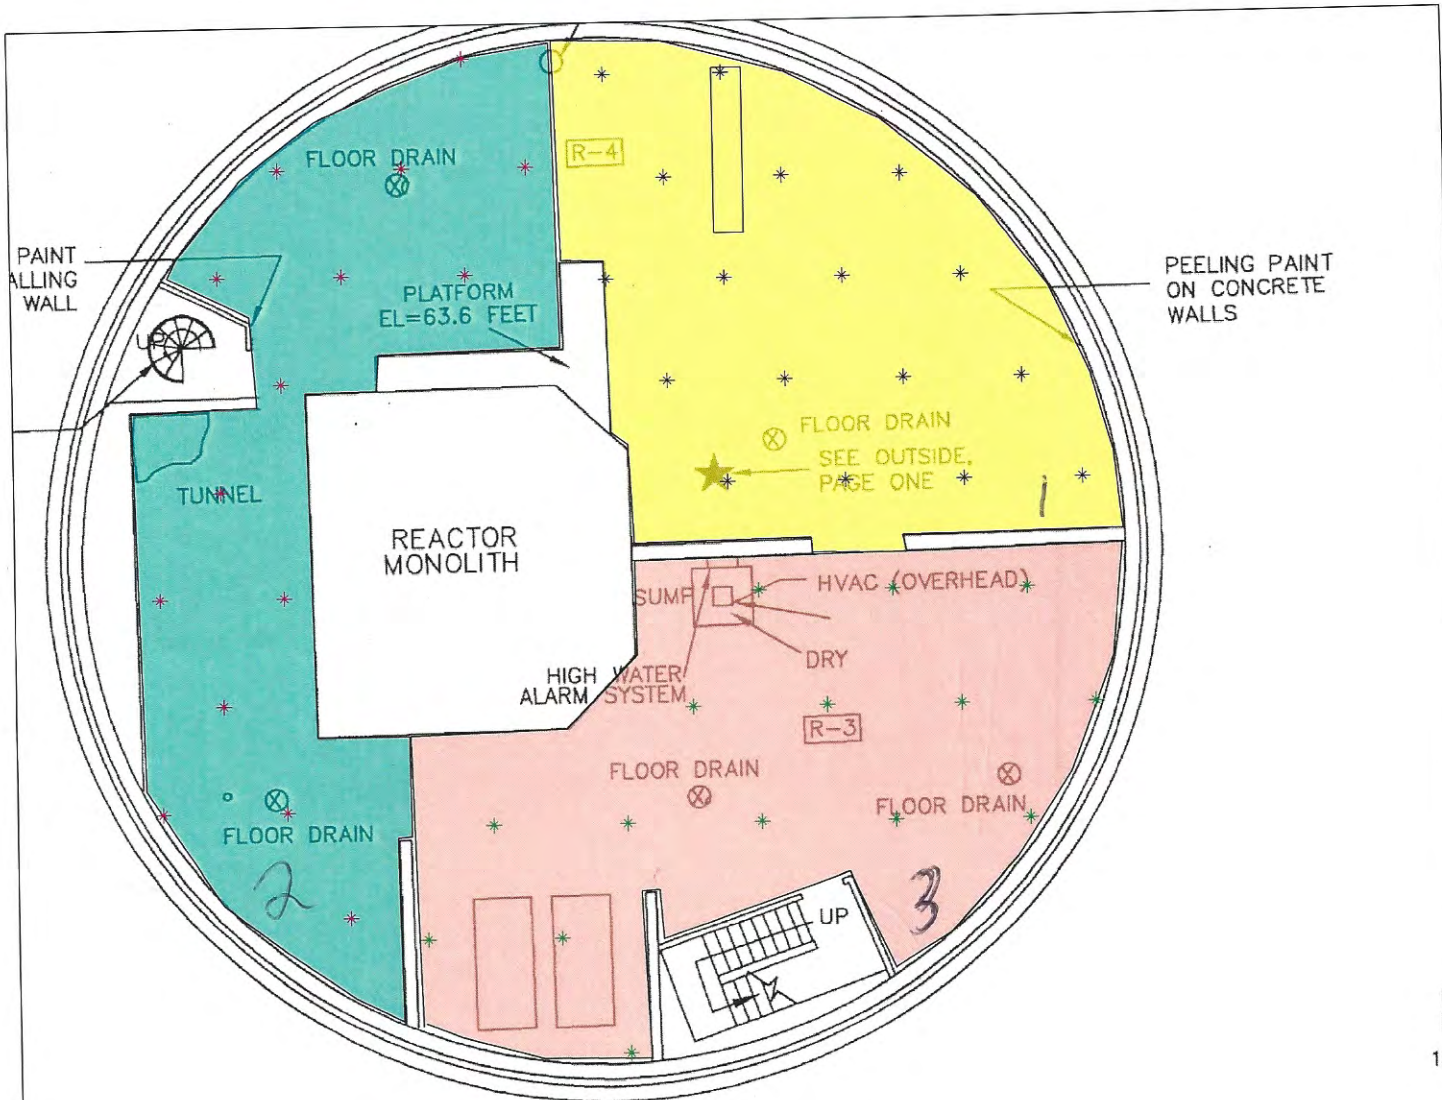 FLOOR DRAIN
R-4
PAINT
ALLING
WALL
PLATFORM
EL=63.6 FEET
PEELING PAINT
ON CONCRETE
WALLS
UP
FLOOR DRAIN
SEE OUTSIDE,
PAGE ONE
1
TUNNEL
REACTOR
MONOLITH
SUMP
HVAC (OVERHEAD)
DRY
HIGH WATER
ALARM SYSTEM
R-3
FLOOR DRAIN
FLOOR DRAIN
FLOOR DRAIN
2
3
UP
1